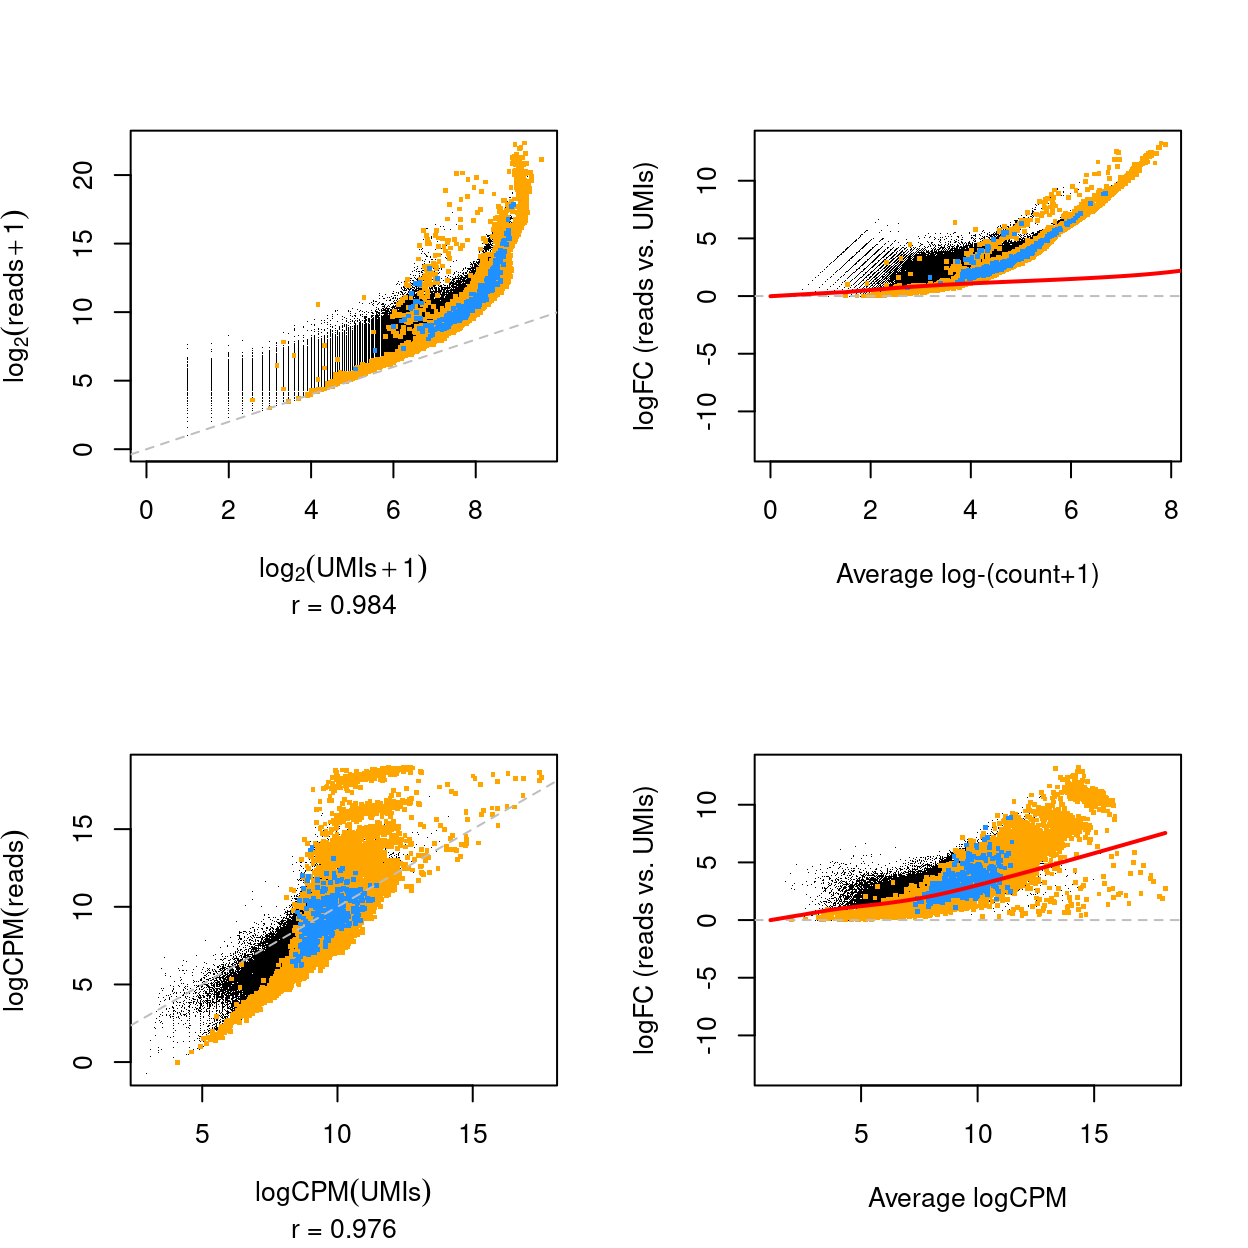 log₂(reads + 1)
20
15
10
5
0
0 2 4 6 8
log₂(UMIs + 1)
r = 0.984
logFC (reads vs. UMIs)
10
5
0
-5
-10
0 2 4 6 8
Average log-(count+1)
logCPM(reads)
15
10
5
0
5 10 15
logCPM(UMIs)
r = 0.976
logFC (reads vs. UMIs)
10
5
0
-5
-10
5 10 15
Average logCPM